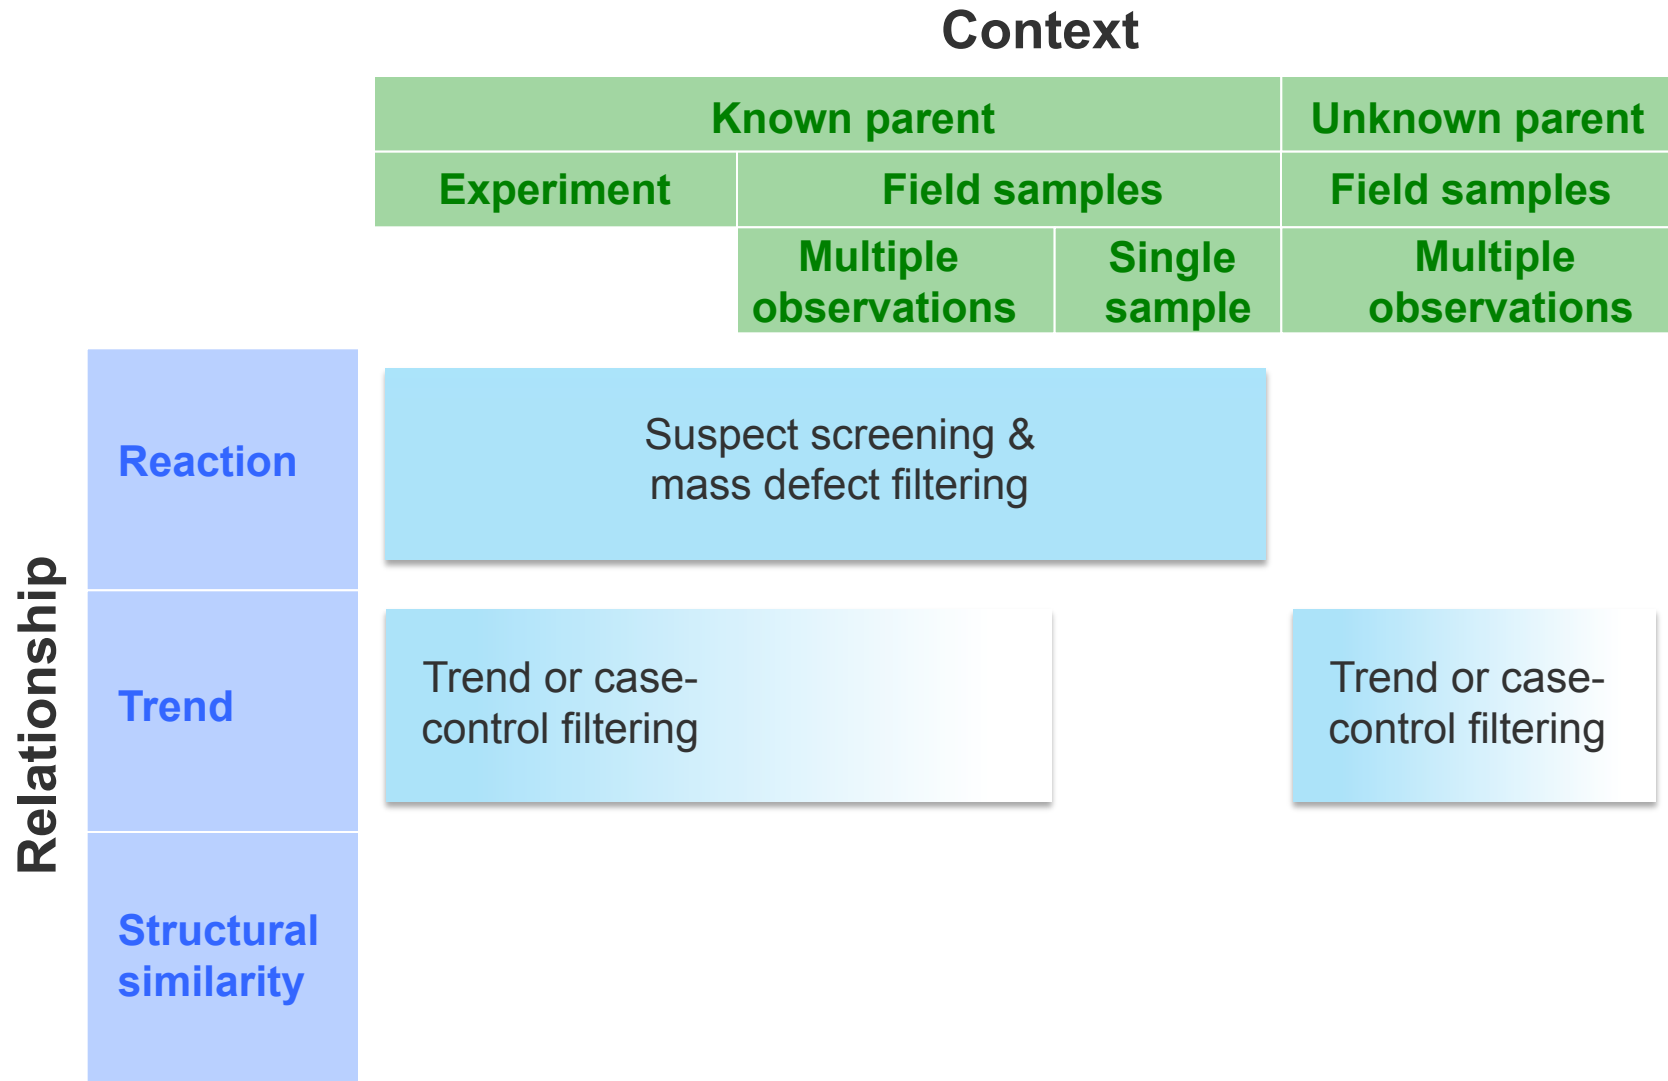 Context
Known parent
Unknown parent
Experiment
Field samples
Field samples
Multiple
observations
Single
sample
Multiple
observations
Relationship
Reaction
Suspect screening &
mass defect filtering
Trend
Trend or case-
control filtering
Trend or case-
control filtering
Structural
similarity